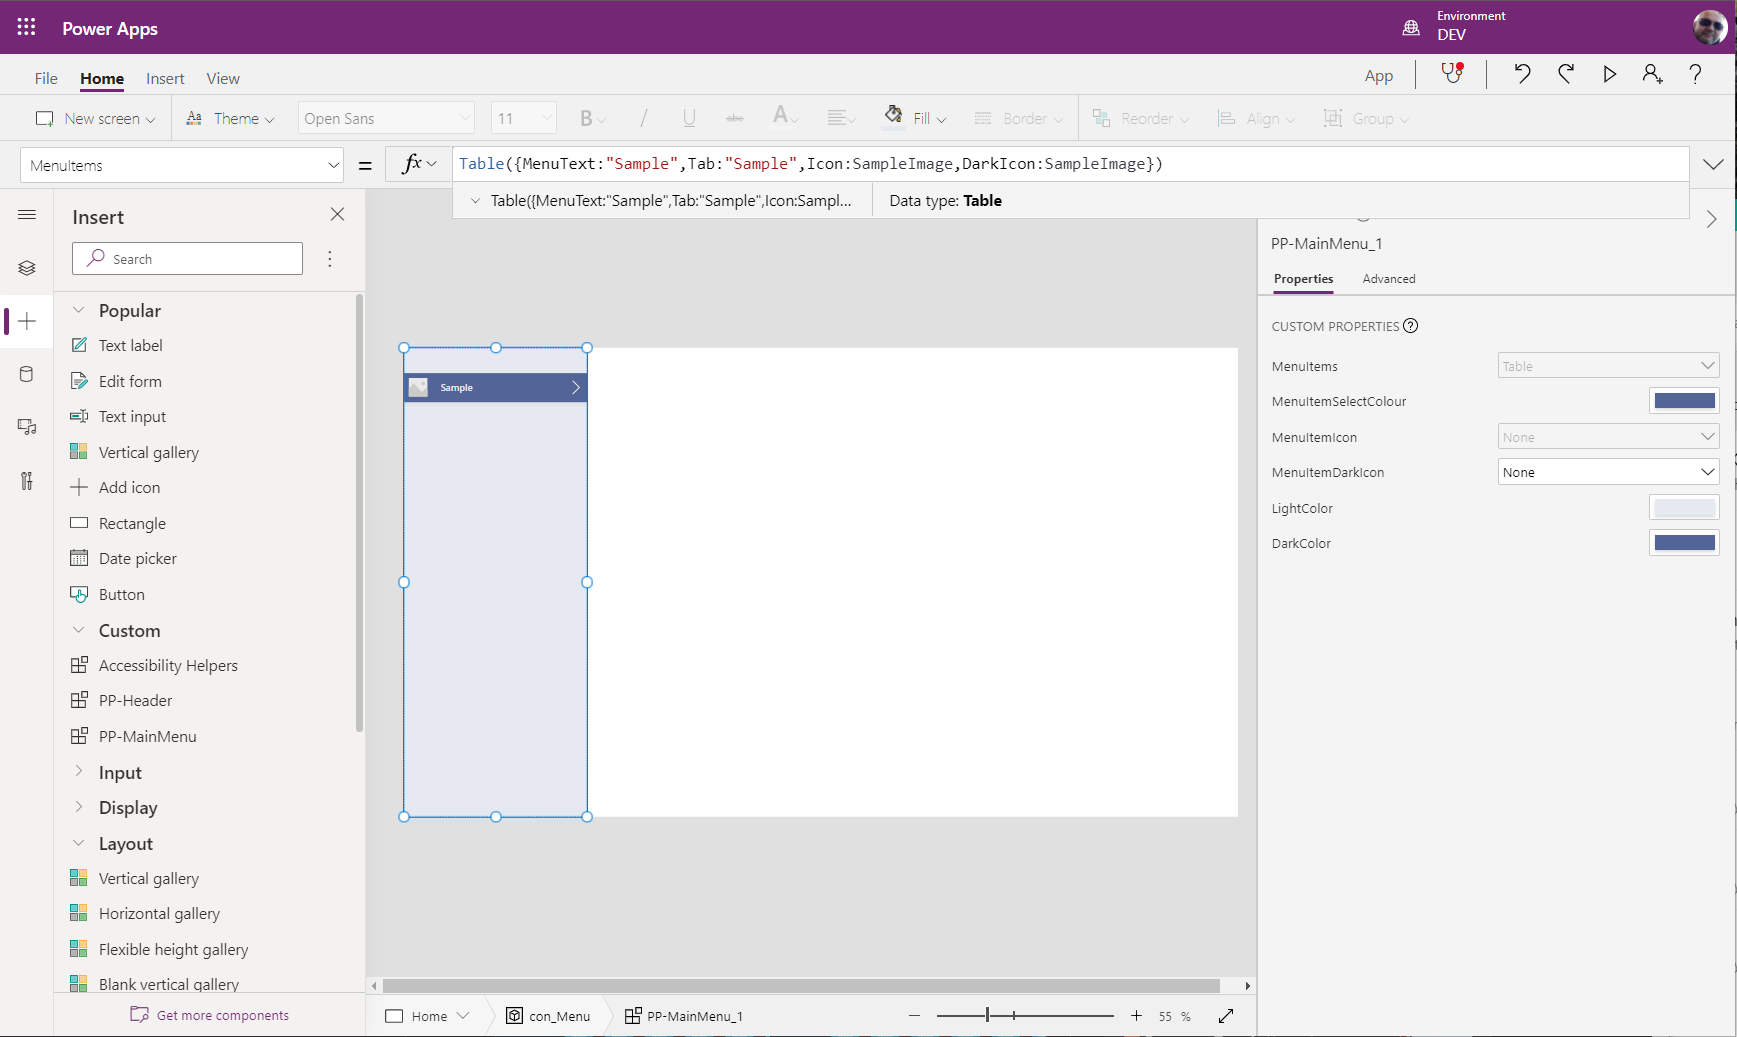 Power Apps
Environment
DEV
File Home Insert View
App
New screen
Theme
Open Sans
11
B
/
U
abc
A
Fill
Border
Reorder
Align
Group
MenuItems
=
fx
Table({MenuText:"Sample",Tab:"Sample",Icon:SampleImage,DarkIcon:SampleImage})
Table({MenuText:"Sample",Tab:"Sample",Icon:Sampl...
Data type: Table
Insert
Search
Popular
Text label
Edit form
Text input
Vertical gallery
Add icon
Rectangle
Date picker
Button
Custom
Accessibility Helpers
PP-Header
PP-MainMenu
Input
Display
Layout
Vertical gallery
Horizontal gallery
Flexible height gallery
Blank vertical gallery
Get more components
Sample
Home
con_Menu
PP-MainMenu_1
55 %
PP-MainMenu_1
Properties Advanced
CUSTOM PROPERTIES
MenuItems Table
MenuItemSelectColour
MenuItemIcon None
MenuItemDarkIcon None
LightColor
DarkColor